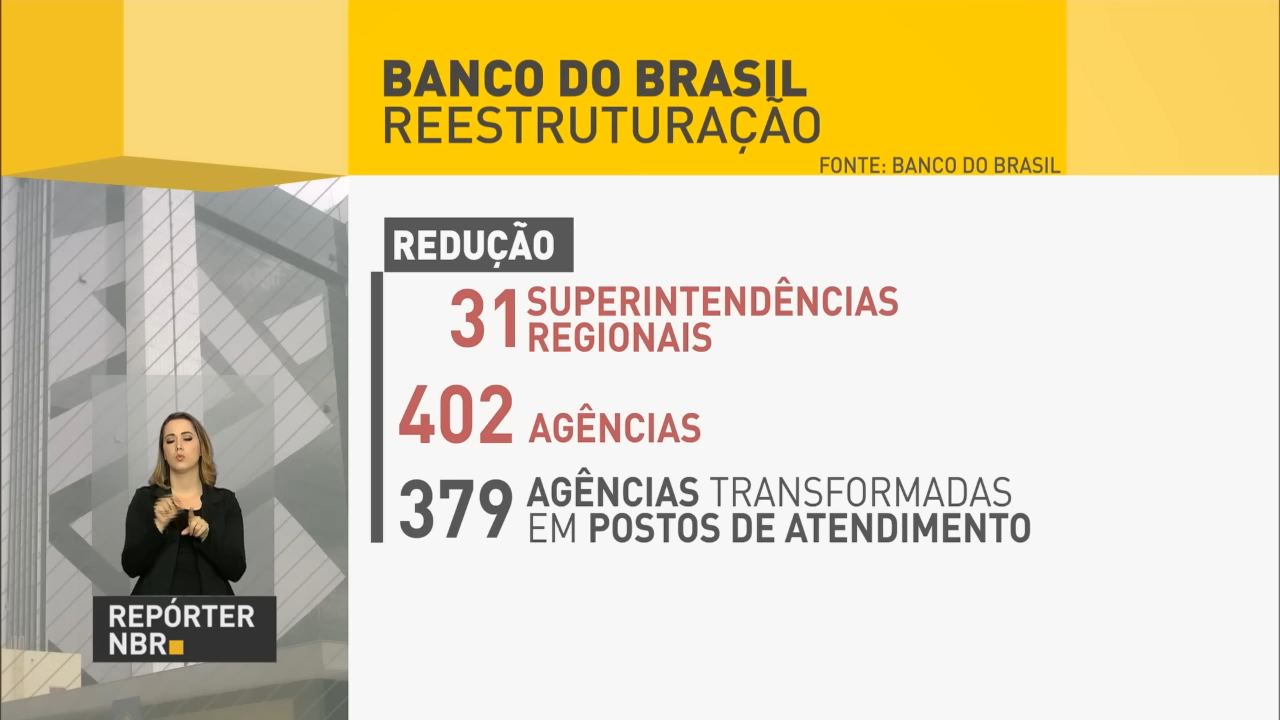 BANCO DO BRASIL
REESTRUTURAÇÃO
FONTE: BANCO DO BRASIL
REDUÇÃO
31 SUPERINTENDÊNCIAS
REGIONAIS
402 AGÊNCIAS
379 AGÊNCIAS TRANSFORMADAS
EM POSTOS DE ATENDIMENTO
REPÓRTER
NBR